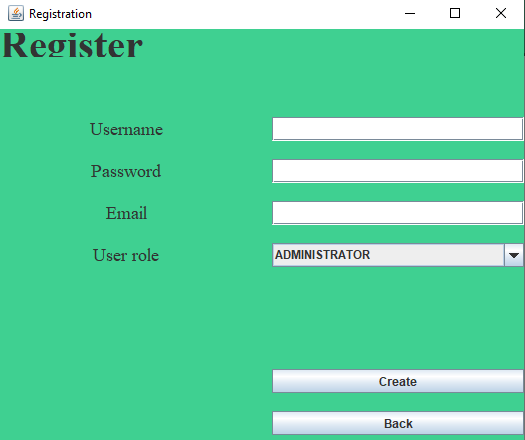 Registration
Register
Username
Password
Email
User role
ADMINISTRATOR
Create
Back